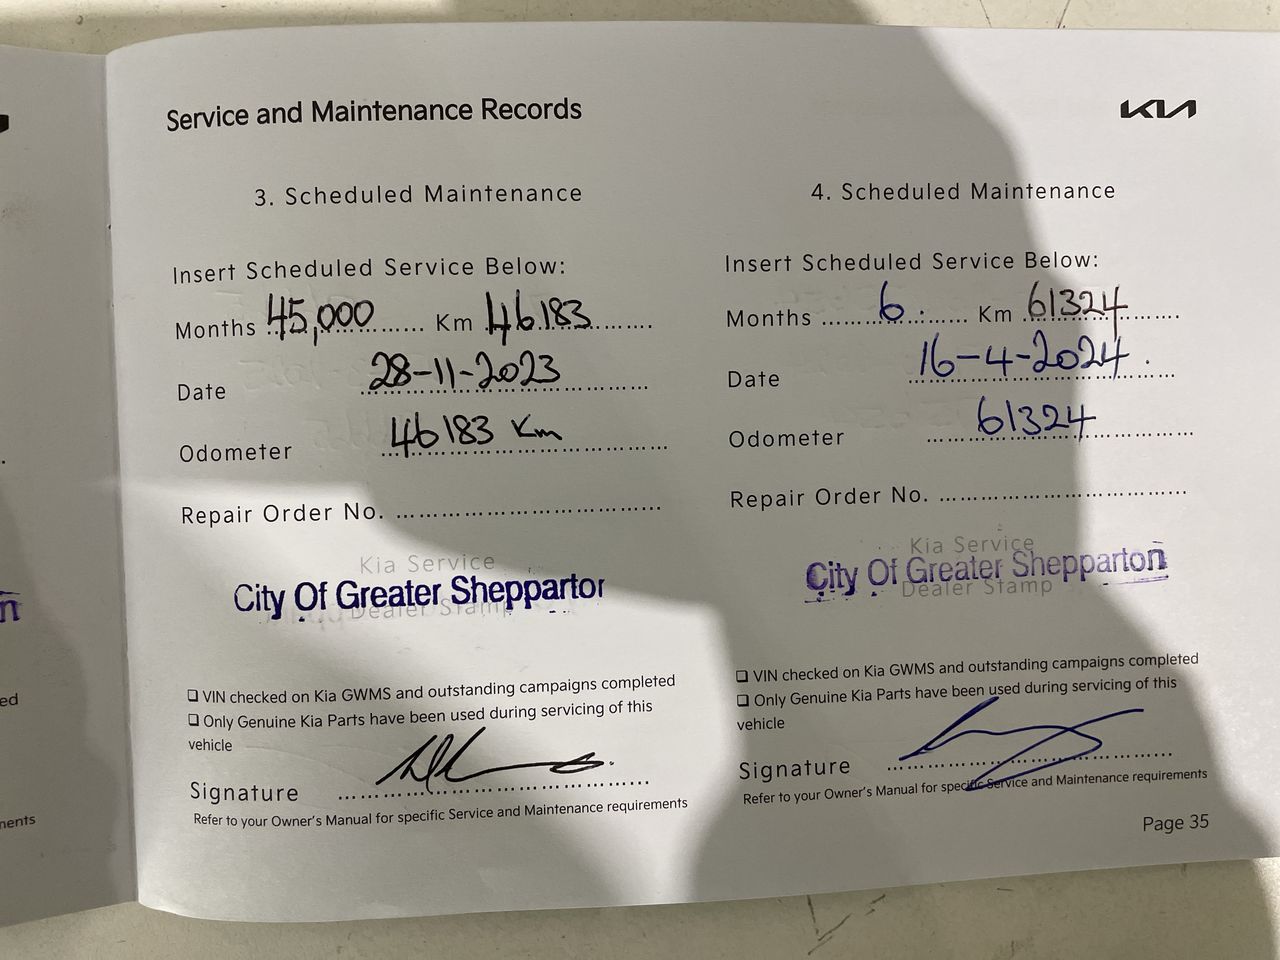 Service and Maintenance Records
KIA
3. Scheduled Maintenance
Insert Scheduled Service Below:
Months 45,000 Km 46183
Date 28-11-2023
Odometer 46183 Km
Repair Order No.
Kia Service
City Of Greater Shepparton
Dealer Stamp
❑ VIN checked on Kia GWMS and outstanding campaigns completed
❑ Only Genuine Kia Parts have been used during servicing of this
vehicle
Signature
Refer to your Owner's Manual for specific Service and Maintenance requirements
4. Scheduled Maintenance
Insert Scheduled Service Below:
Months 6. Km 61324
Date 16-4-2024.
Odometer 61324
Repair Order No.
Kia Service
City Of Greater Shepparton
Dealer Stamp
❑ VIN checked on Kia GWMS and outstanding campaigns completed
❑ Only Genuine Kia Parts have been used during servicing of this
vehicle
Signature
Refer to your Owner's Manual for specific Service and Maintenance requirements
Page 35